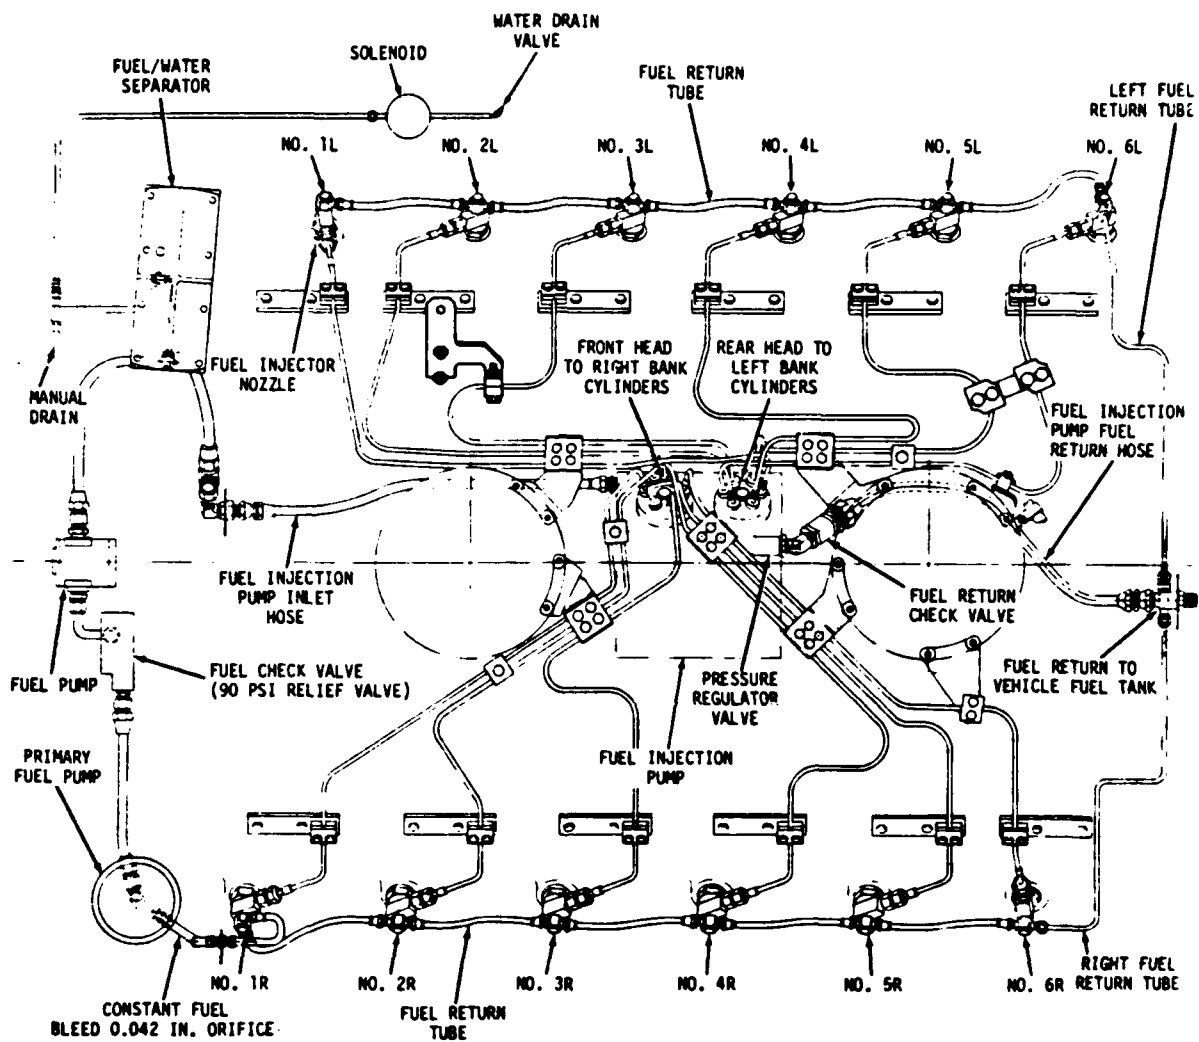 WATER DRAIN
VALVE
SOLENOID
FUEL/WATER
SEPARATOR
FUEL RETURN
TUBE
LEFT FUEL
RETURN TUBE
NO. 1L
NO. 2L
NO. 3L
NO. 4L
NO. 5L
NO. 6L
MANUAL
DRAIN
FUEL INJECTOR
NOZZLE
FRONT HEAD
TO RIGHT BANK
CYLINDERS
REAR HEAD TO
LEFT BANK
CYLINDERS
FUEL INJECTION
PUMP FUEL
RETURN HOSE
FUEL INJECTION
PUMP INLET
HOSE
FUEL RETURN
CHECK VALVE
FUEL PUMP
FUEL CHECK VALVE
(90 PSI RELIEF VALVE)
PRESSURE
REGULATOR
VALVE
FUEL RETURN TO
VEHICLE FUEL TANK
PRIMARY
FUEL PUMP
FUEL INJECTION
PUMP
NO. 1R
NO. 2R
NO. 3R
NO. 4R
NO. 5R
NO. 6R
RIGHT FUEL
RETURN TUBE
CONSTANT FUEL
BLEED 0.042 IN. ORIFICE
FUEL RETURN
TUBE